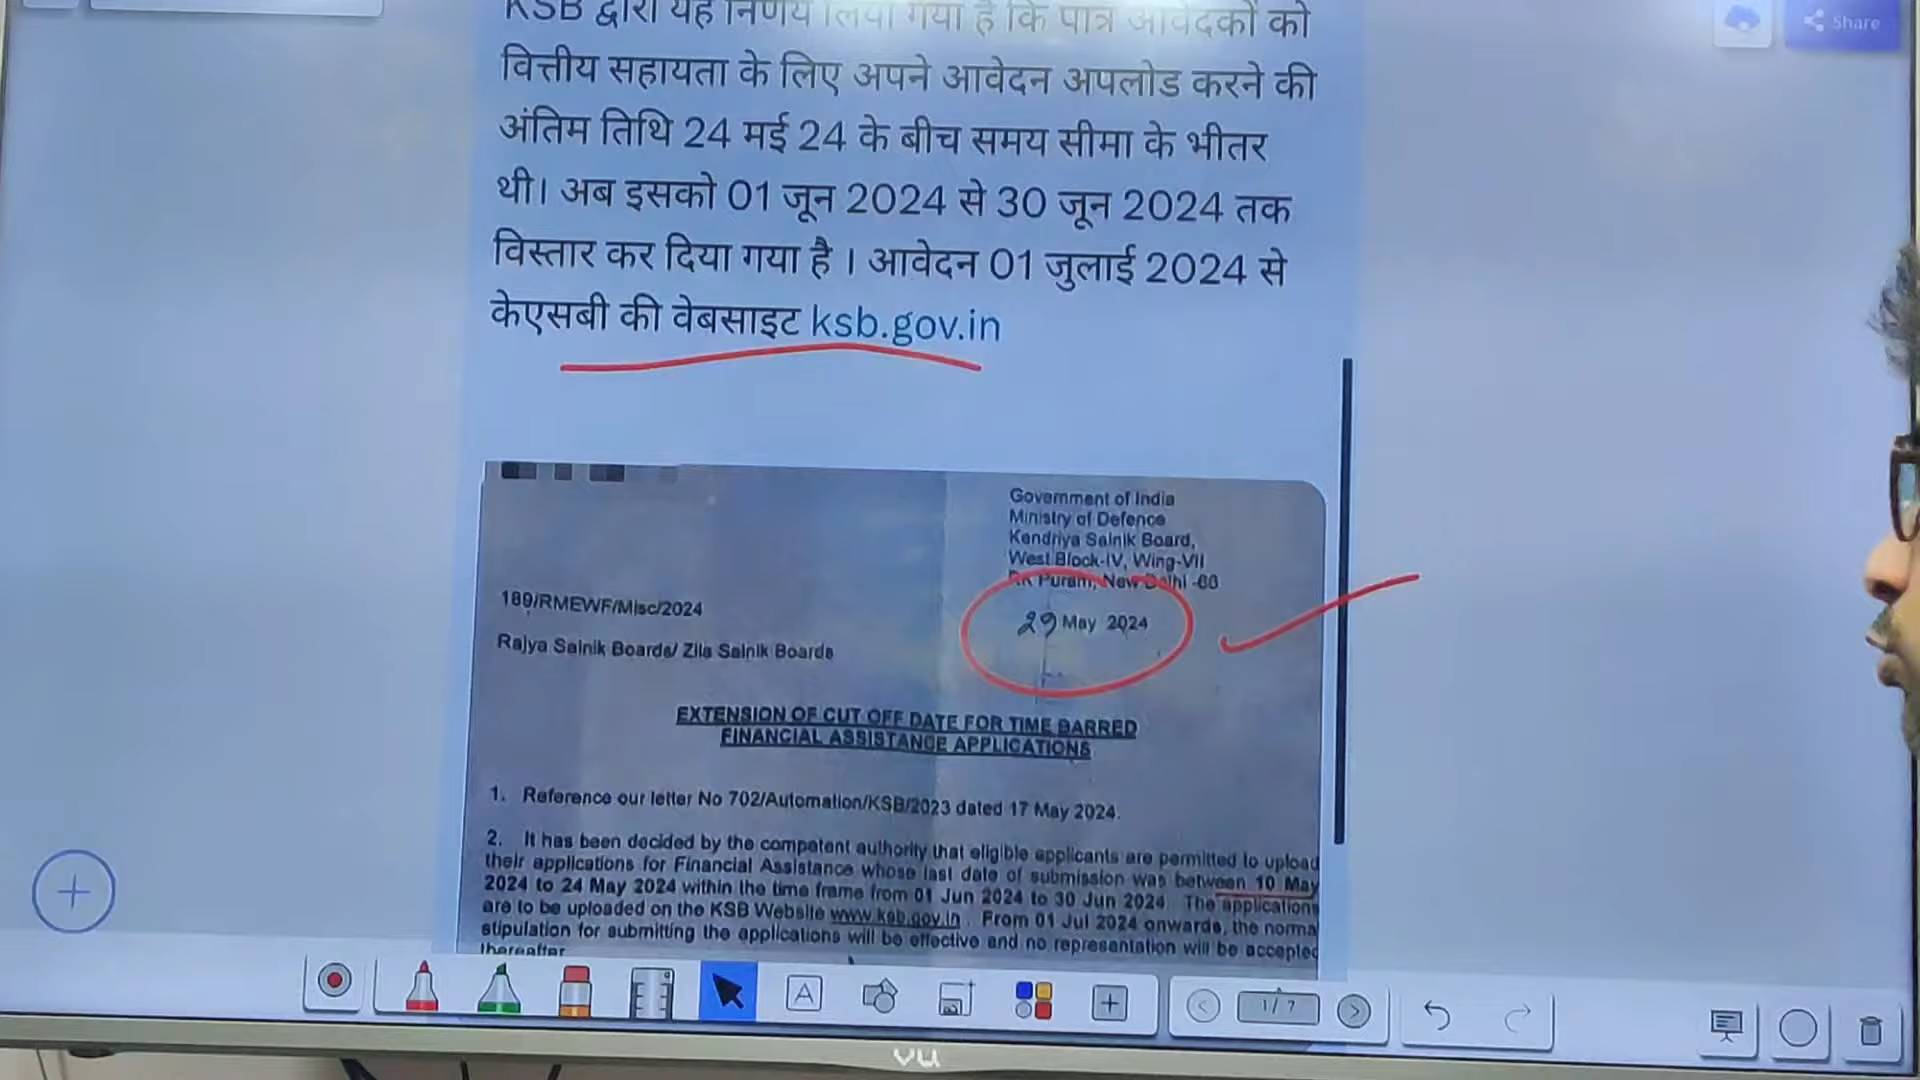 KSB द्वारा यह निर्णय लिया गया है कि पात्र आवेदकों को
वित्तीय सहायता के लिए अपने आवेदन अपलोड करने की
अंतिम तिथि 24 मई 24 के बीच समय सीमा के भीतर
थी। अब इसको 01 जून 2024 से 30 जून 2024 तक
विस्तार कर दिया गया है । आवेदन 01 जुलाई 2024 से
केएसबी की वेबसाइट ksb.gov.in
Share
Government of India
Ministry of Defence
Kendriya Sainik Board,
West Block-IV, Wing-VII
RK Puram, New Delhi -66
29 May 2024
189/RMEWF/Misc/2024
Rajya Sainik Boards/ Zila Sainik Boards
EXTENSION OF CUT OFF DATE FOR TIME BARRED
FINANCIAL ASSISTANCE APPLICATIONS
1. Reference our letter No 702/Automation/KSB/2023 dated 17 May 2024.
2. It has been decided by the competent authority that eligible applicants are permitted to upload
their applications for Financial Assistance whose last date of submission was between 10 May
2024 to 24 May 2024 within the time frame from 01 Jun 2024 to 30 Jun 2024. The applications
are to be uploaded on the KSB Website www.ksb.gov.in . From 01 Jul 2024 onwards, the norma
stipulation for submitting the applications will be effective and no representation will be accepted
thereafter
A
1/7
vu